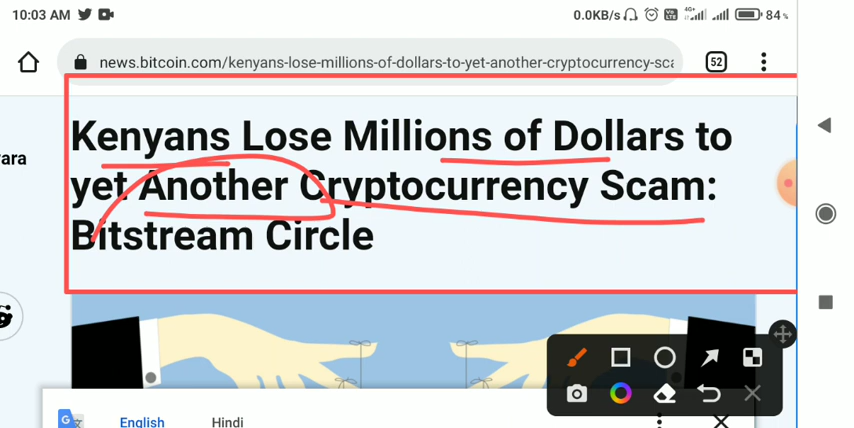 10:03 AM
0.0KB/s
4G+
84%
news.bitcoin.com/kenyans-lose-millions-of-dollars-to-yet-another-cryptocurrency-sca
52
ara
Kenyans Lose Millions of Dollars to
yet Another Cryptocurrency Scam:
Bitstream Circle
G
English Hindi